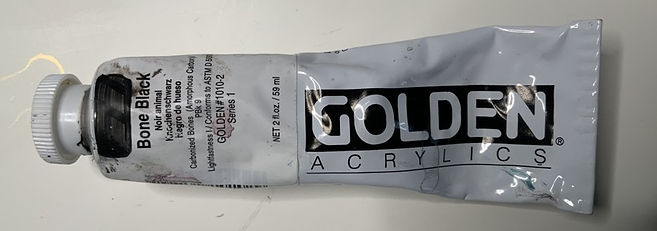 Bone Black
Noir animal
Knochenschwarz
Negro de hueso
Carbonized Bones / (Amorphous Carbon)
PBk 9
Lightfastness I / Conforms to ASTM D
GOLDEN#1010-2
Series 1
NET 2 fl.oz. / 59 ml
GOLDEN®
ACRYLICS